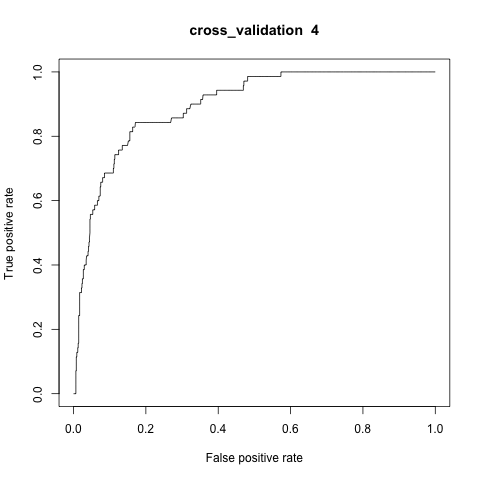 cross_validation 4
True positive rate
1.0
0.8
0.6
0.4
0.2
0.0
0.0 0.2 0.4 0.6 0.8 1.0
False positive rate